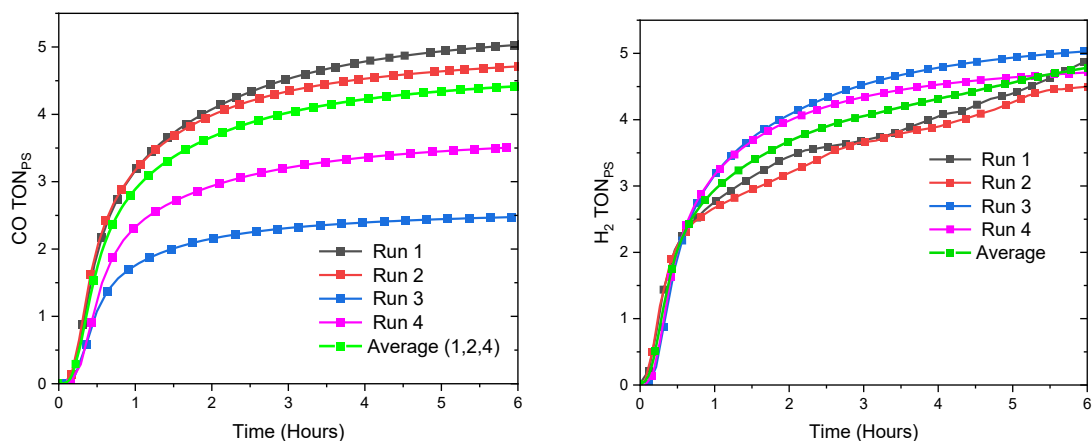 5
4
3
2
1
0
CO TON_PS
0 1 2 3 4 5 6
Time (Hours)
Run 1
Run 2
Run 3
Run 4
Average (1,2,4)
5
4
3
2
1
0
H₂ TON_PS
0 1 2 3 4 5 6
Time (Hours)
Run 1
Run 2
Run 3
Run 4
Average